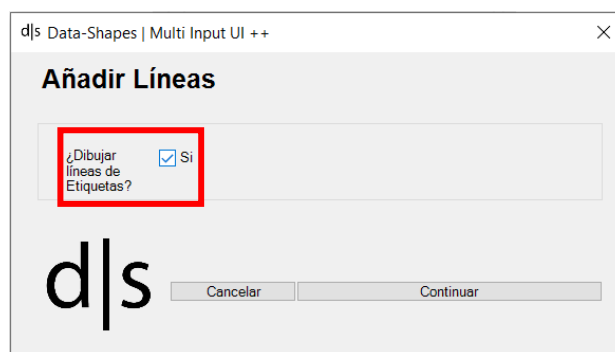 d|s Data-Shapes | Multi Input UI ++
Añadir Líneas
¿Dibujar
líneas de
Etiquetas?
Si
d|s
Cancelar
Continuar